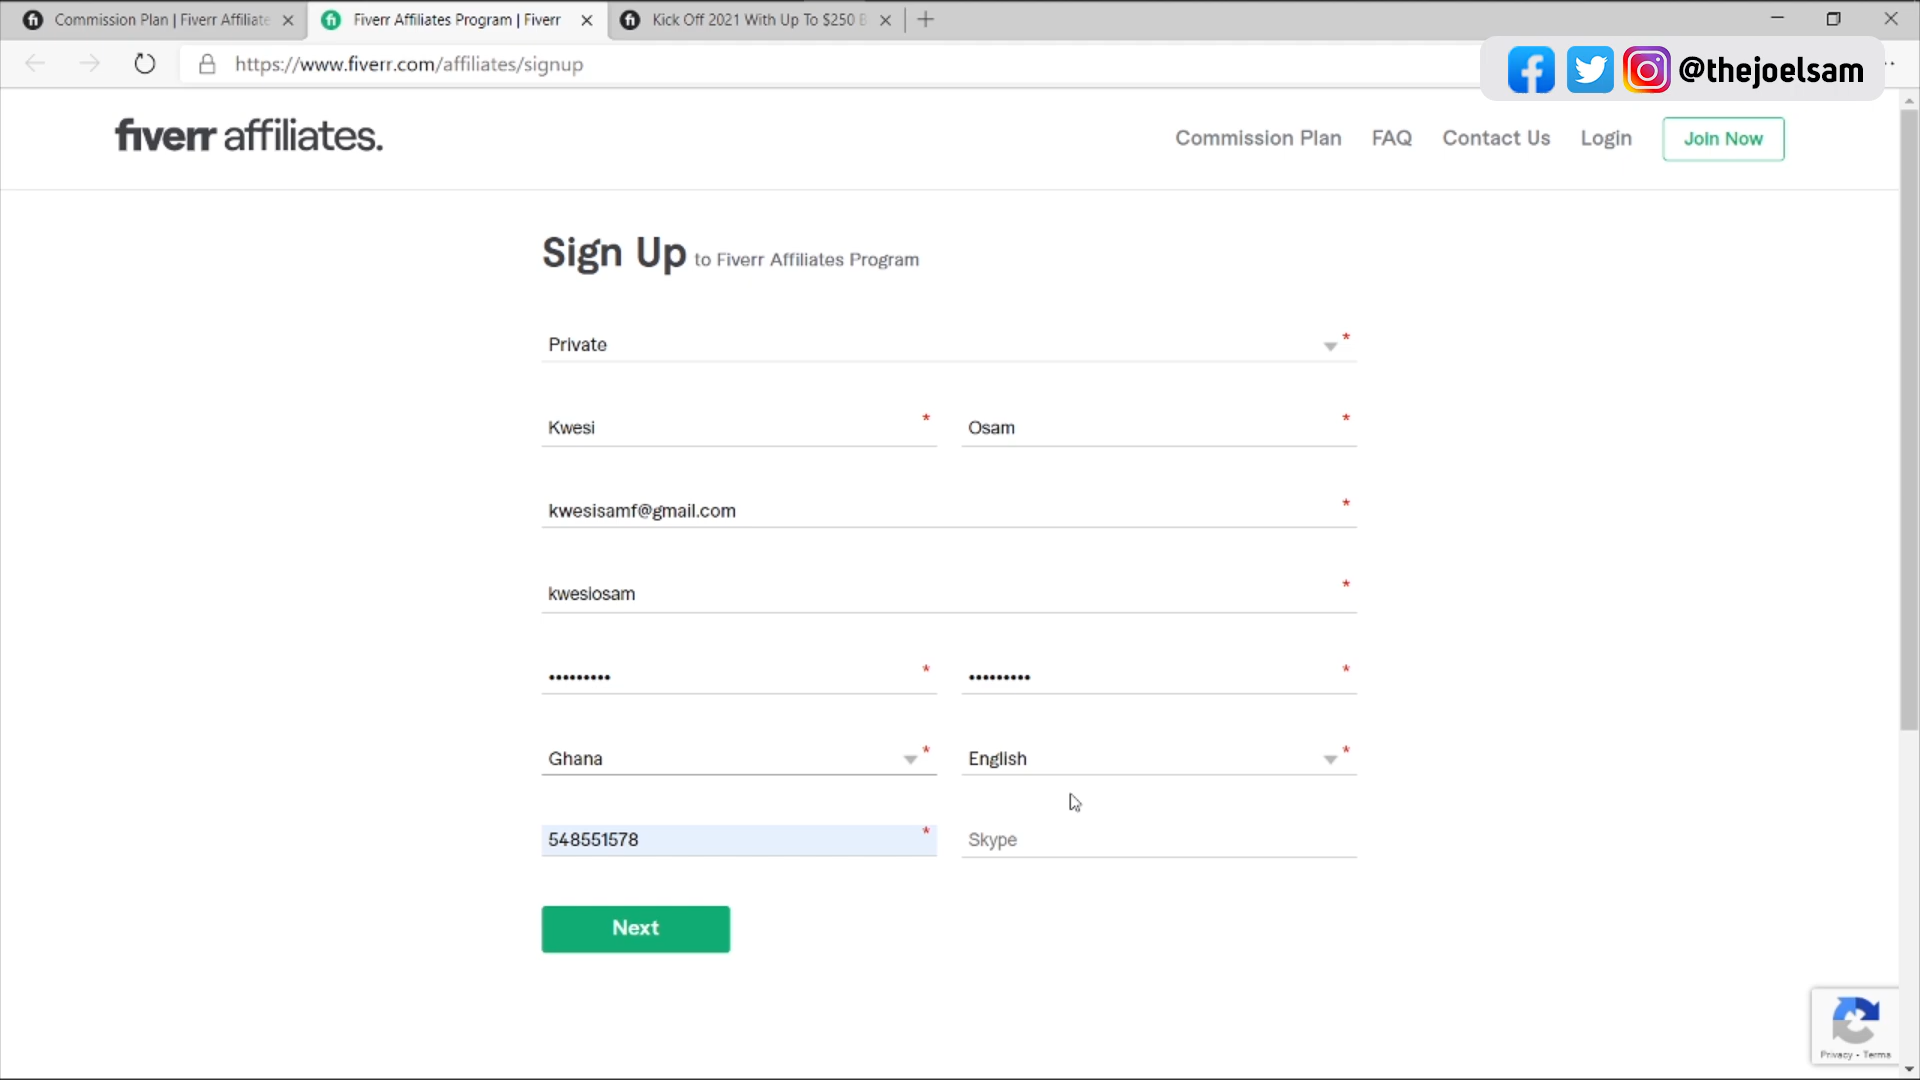 Commission Plan | Fiverr Affiliate
Fiverr Affiliates Program | Fiverr
Kick Off 2021 With Up To $250 B
https://www.fiverr.com/affiliates/signup
@thejoelsam
fiverr affiliates.
Commission Plan FAQ Contact Us Login Join Now
Sign Up to Fiverr Affiliates Program
Private *
Kwesi * Osam *
kwesisamf@gmail.com *
kwesiosam *
••••••••• * ••••••••• *
Ghana * English *
548551578 * Skype
Next
Privacy - Terms